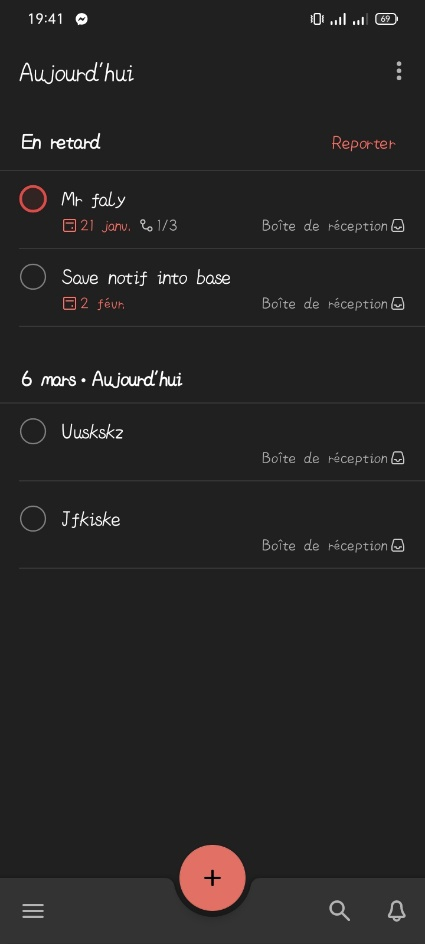 19:41 69
Aujourd'hui
En retard Reporter
Mr faly
21 janv. 1/3 Boîte de réception
Save notif into base
2 févr. Boîte de réception
6 mars • Aujourd'hui
Uuskskz
Boîte de réception
Jfkiske
Boîte de réception
+